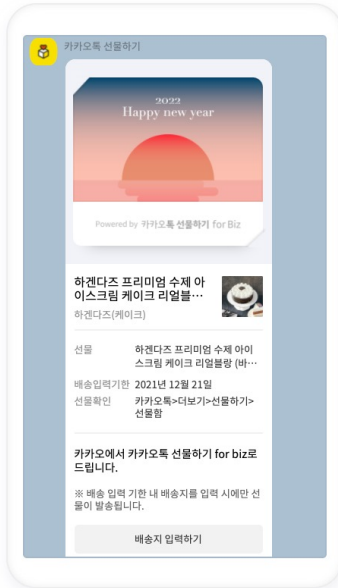 카카오톡 선물하기
2022
Happy new year
Powered by 카카오톡 선물하기 for Biz
하겐다즈 프리미엄 수제 아
이스크림 케이크 리얼블…
하겐다즈(케이크)
선물 하겐다즈 프리미엄 수제 아이
스크림 케이크 리얼블랑 (바…
배송입력기한 2021년 12월 21일
선물확인 카카오톡>더보기>선물하기>
선물함
카카오에서 카카오톡 선물하기 for biz로
드립니다.
※ 배송 입력 기한 내 배송지를 입력 시에만 선
물이 발송됩니다.
배송지 입력하기